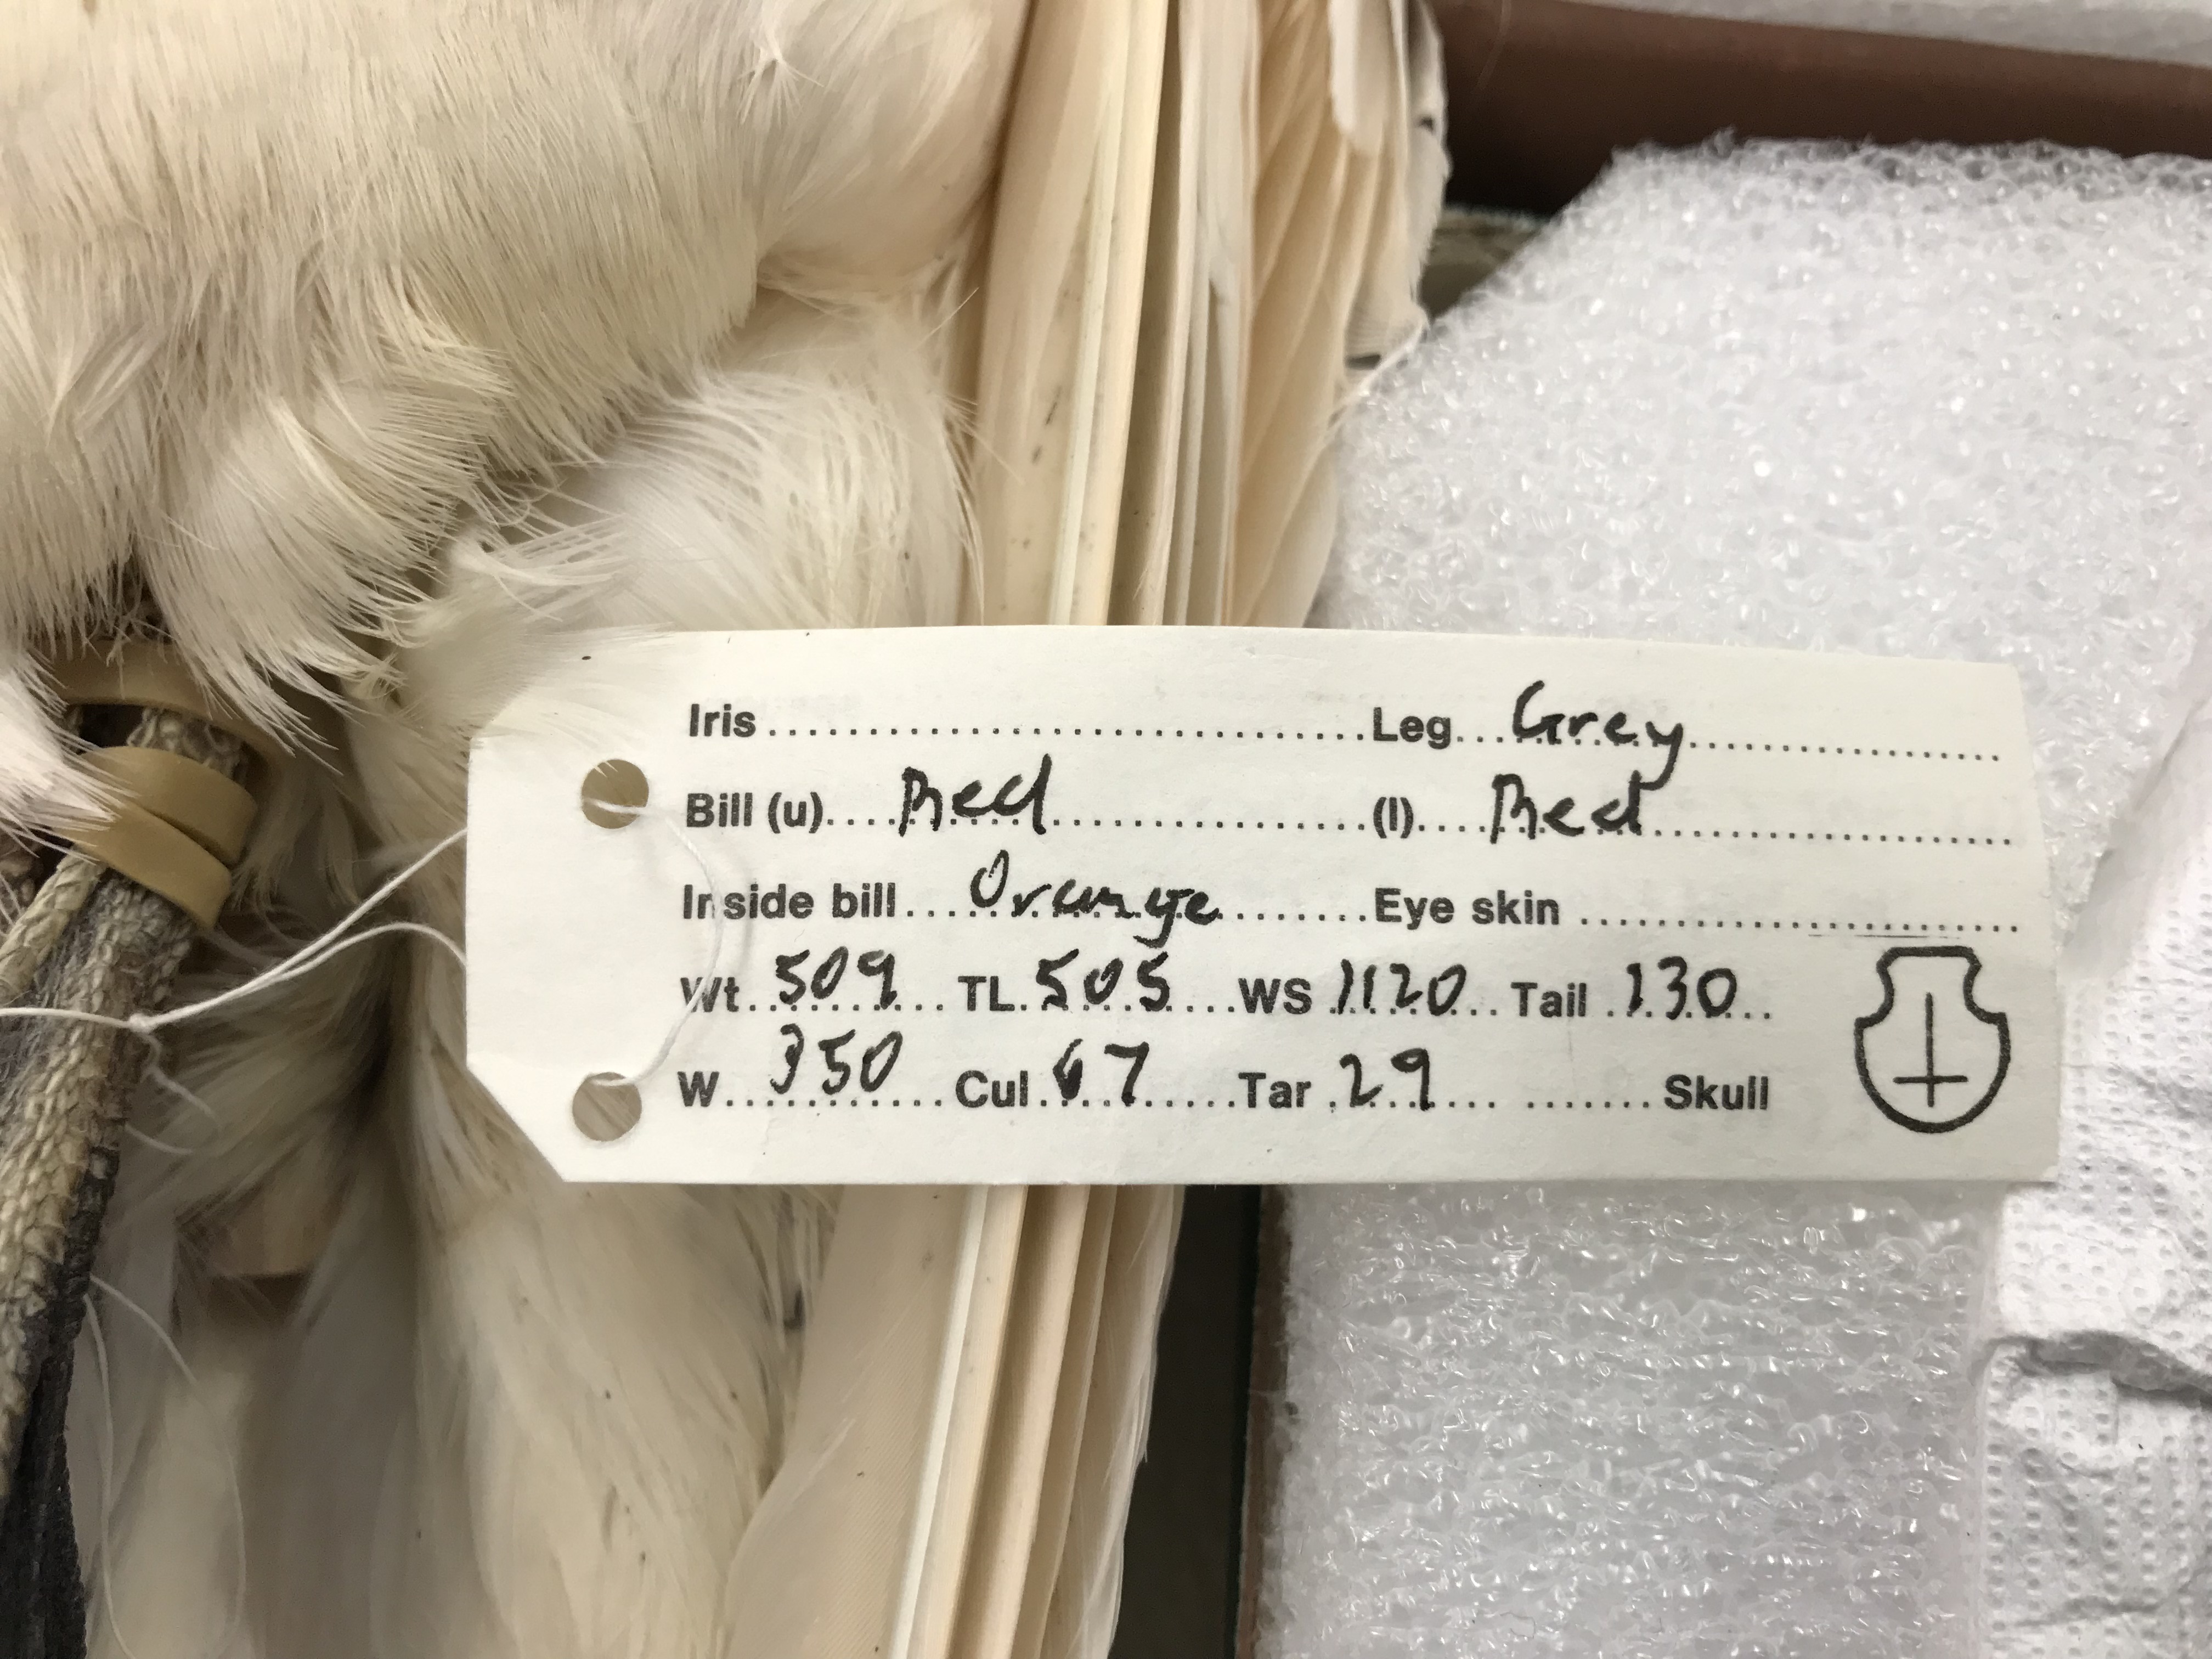 Iris Leg Grey
Bill (u) Red (l) Red
Inside bill Orange Eye skin
Wt 509 TL 505 WS 1120 Tail 130
W 350 Cul 67 Tar 29 Skull